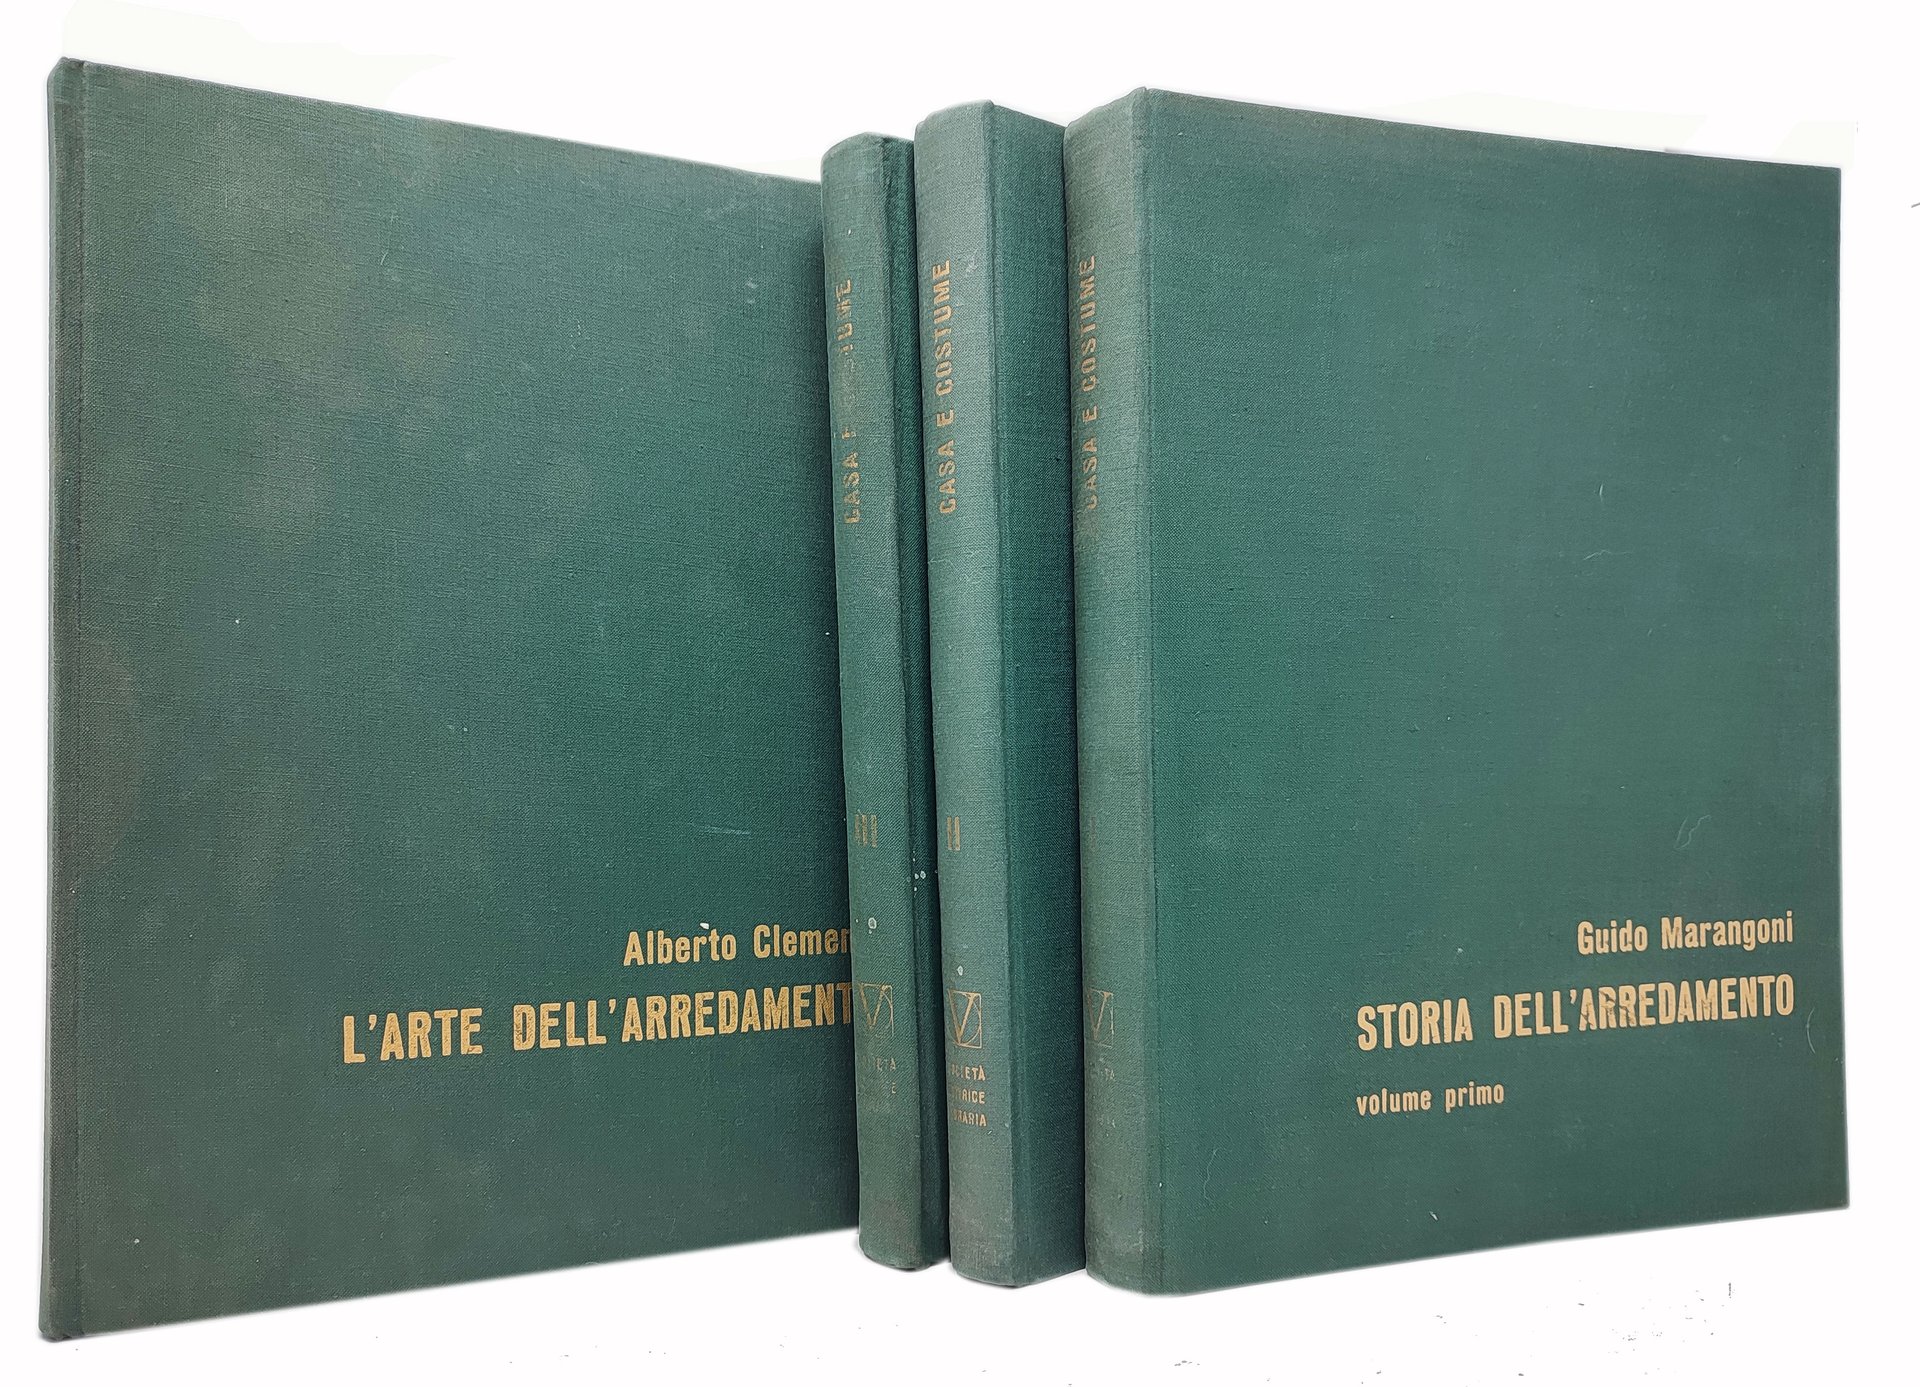 Alberto Clemen
L'ARTE DELL'ARREDAMENT
CASA E COSTUME
III
CASA E COSTUME
II
CASA E COSTUME
Guido Marangoni
STORIA DELL'ARREDAMENTO
volume primo